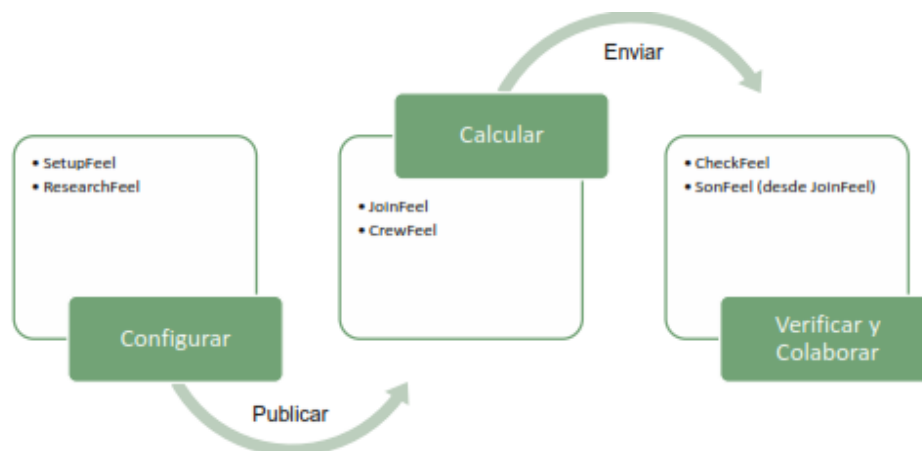 • SetupFeel
• ResearchFeel
Configurar
Publicar
Calcular
• JoinFeel
• CrewFeel
Enviar
• CheckFeel
• SonFeel (desde JoinFeel)
Verificar y
Colaborar